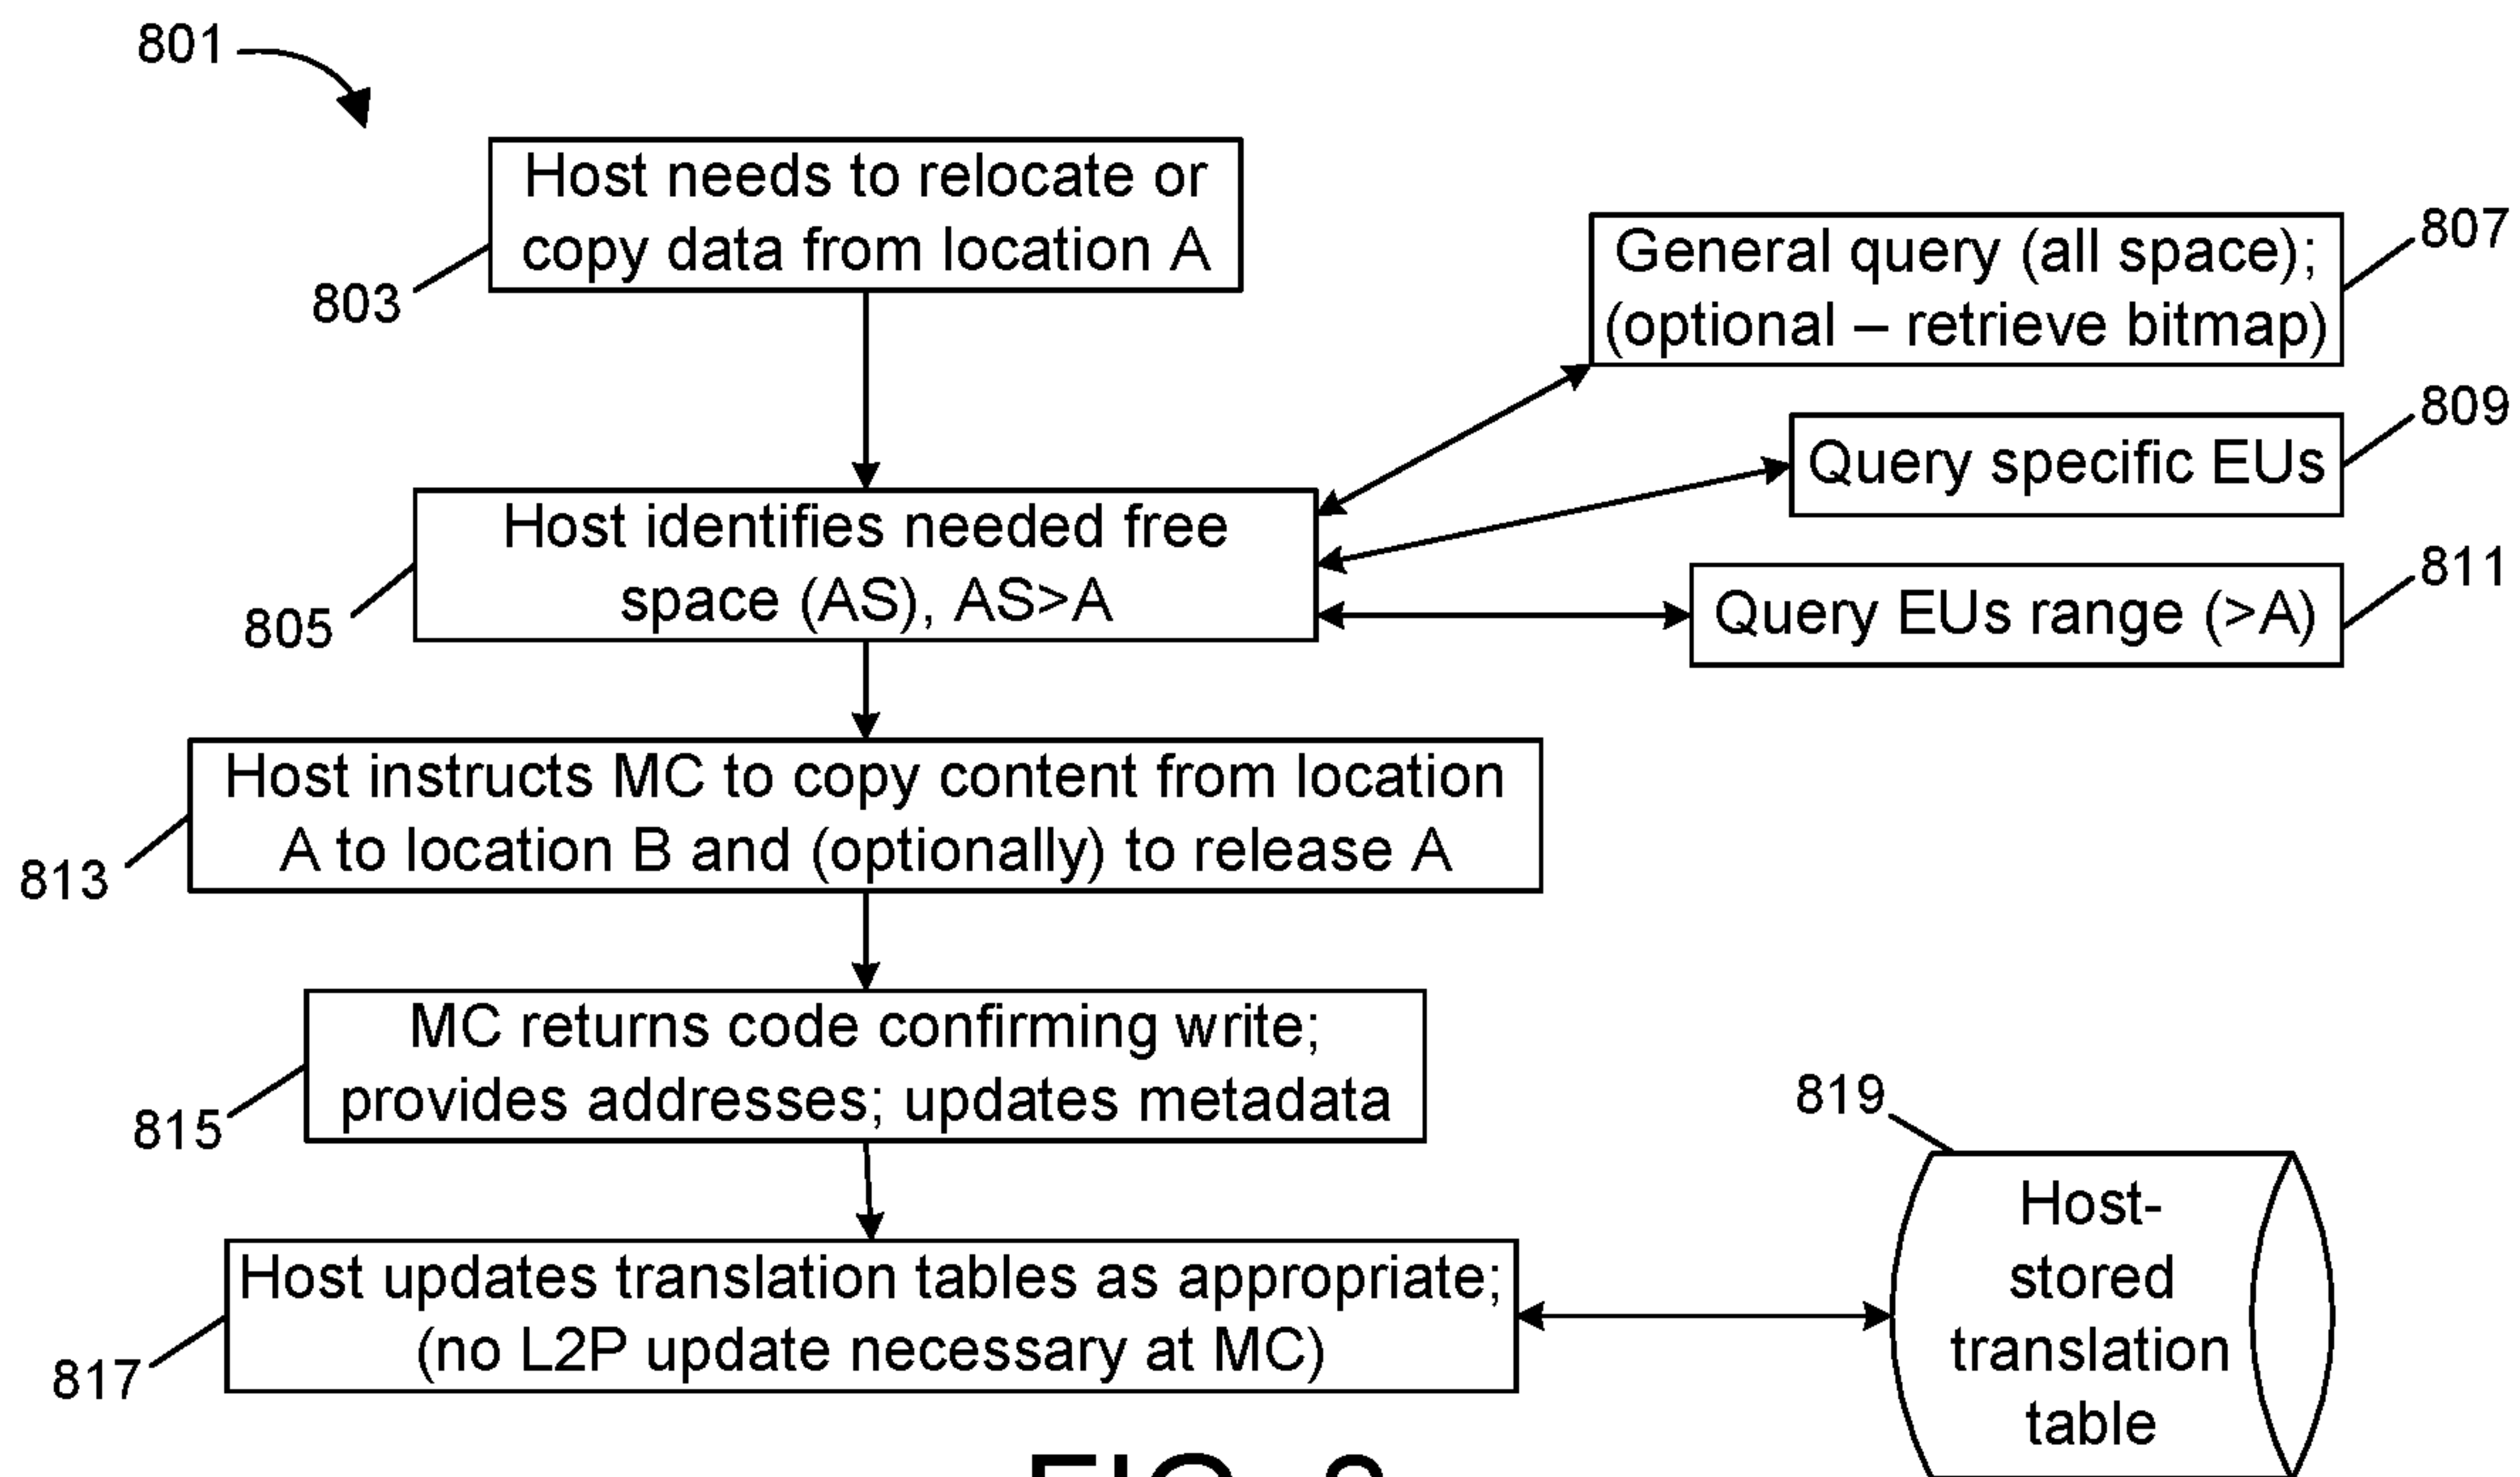 801
Host needs to relocate or
copy data from location A
803
General query (all space);
(optional – retrieve bitmap)
807
Query specific EUs
809
Host identifies needed free
space (AS), AS>A
805
Query EUs range (>A)
811
Host instructs MC to copy content from location
A to location B and (optionally) to release A
813
MC returns code confirming write;
provides addresses; updates metadata
815
Host updates translation tables as appropriate;
(no L2P update necessary at MC)
817
819
Host-
stored
translation
table